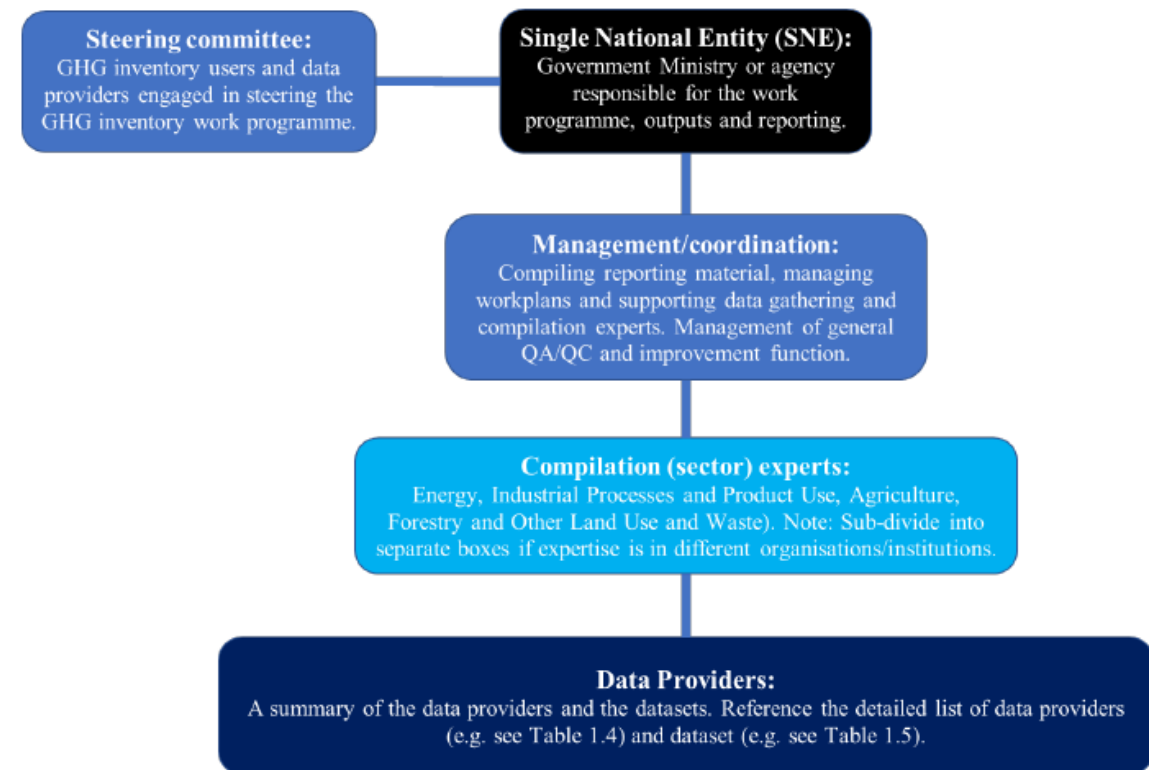 Steering committee:
GHG inventory users and data
providers engaged in steering the
GHG inventory work programme.
Single National Entity (SNE):
Government Ministry or agency
responsible for the work
programme, outputs and reporting.
Management/coordination:
Compiling reporting material, managing
workplans and supporting data gathering and
compilation experts. Management of general
QA/QC and improvement function.
Compilation (sector) experts:
Energy, Industrial Processes and Product Use, Agriculture,
Forestry and Other Land Use and Waste). Note: Sub-divide into
separate boxes if expertise is in different organisations/institutions.
Data Providers:
A summary of the data providers and the datasets. Reference the detailed list of data providers
(e.g. see Table 1.4) and dataset (e.g. see Table 1.5).